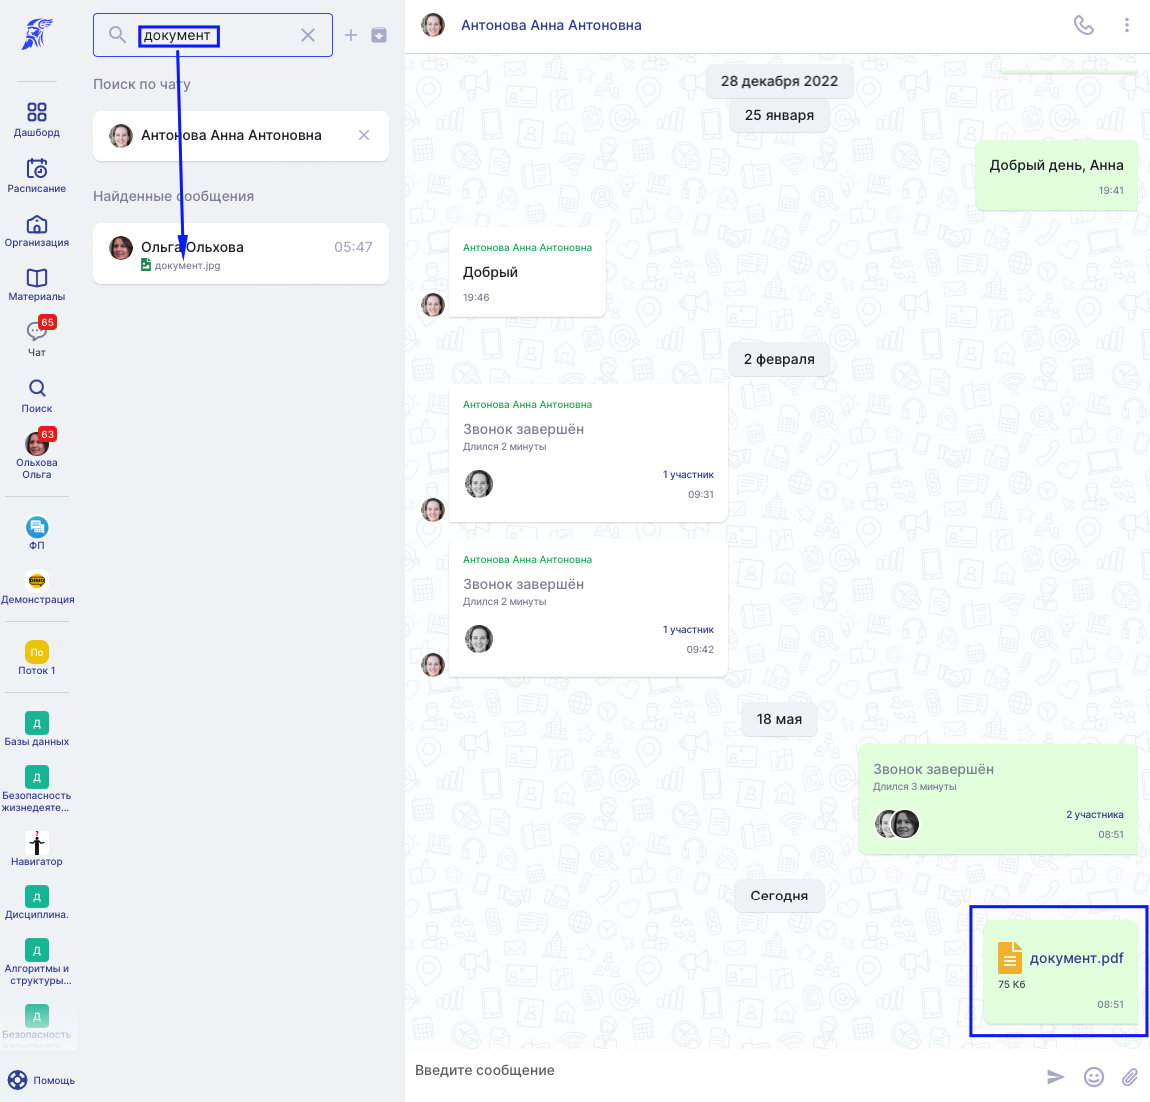 Дашборд
Расписание
Организация
Материалы
65
Чат
Поиск
63
Ольхова
Ольга
ФП
DEMO
Демонстрация
По
Поток 1
Д
Базы данных
Д
Безопасность
жизнедеяте...
Навигатор
Д
Дисциплина.
Д
Алгоритмы и
структуры...
Д
Безопасность
жизнедеяте...
Помощь
документ
Поиск по чату
Антонова Анна Антоновна
Найденные сообщения
Ольга Ольхова
05:47
документ.jpg
Антонова Анна Антоновна
28 декабря 2022
25 января
Добрый день, Анна
19:41
Антонова Анна Антоновна
Добрый
19:46
2 февраля
Антонова Анна Антоновна
Звонок завершён
Длился 2 минуты
1 участник
09:31
Антонова Анна Антоновна
Звонок завершён
Длился 2 минуты
1 участник
09:42
18 мая
Звонок завершён
Длился 3 минуты
2 участника
08:51
Сегодня
документ.pdf
75 Кб
08:51
Введите сообщение